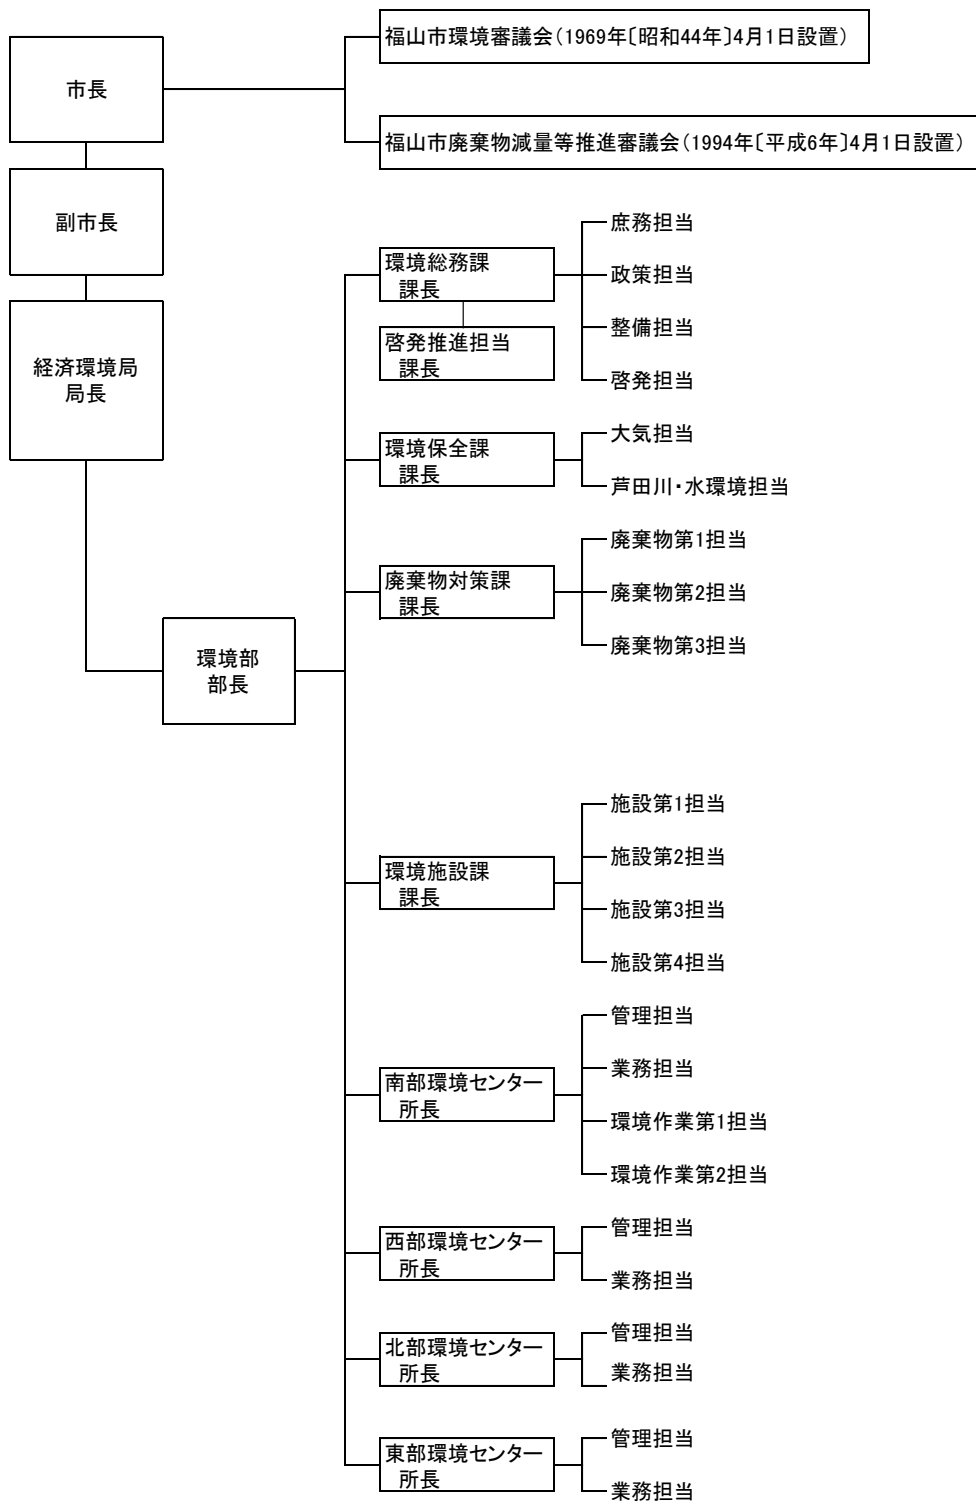 福山市環境審議会（1969年〔昭和44年〕4月1日設置）
市長
福山市廃棄物減量等推進審議会（1994年〔平成6年〕4月1日設置）
副市長
経済環境局
局長
環境部
部長
環境総務課
課長
啓発推進担当
課長
庶務担当
政策担当
整備担当
啓発担当
環境保全課
課長
大気担当
芦田川・水環境担当
廃棄物対策課
課長
廃棄物第1担当
廃棄物第2担当
廃棄物第3担当
環境施設課
課長
施設第1担当
施設第2担当
施設第3担当
施設第4担当
南部環境センター
所長
管理担当
業務担当
環境作業第1担当
環境作業第2担当
西部環境センター
所長
管理担当
業務担当
北部環境センター
所長
管理担当
業務担当
東部環境センター
所長
管理担当
業務担当